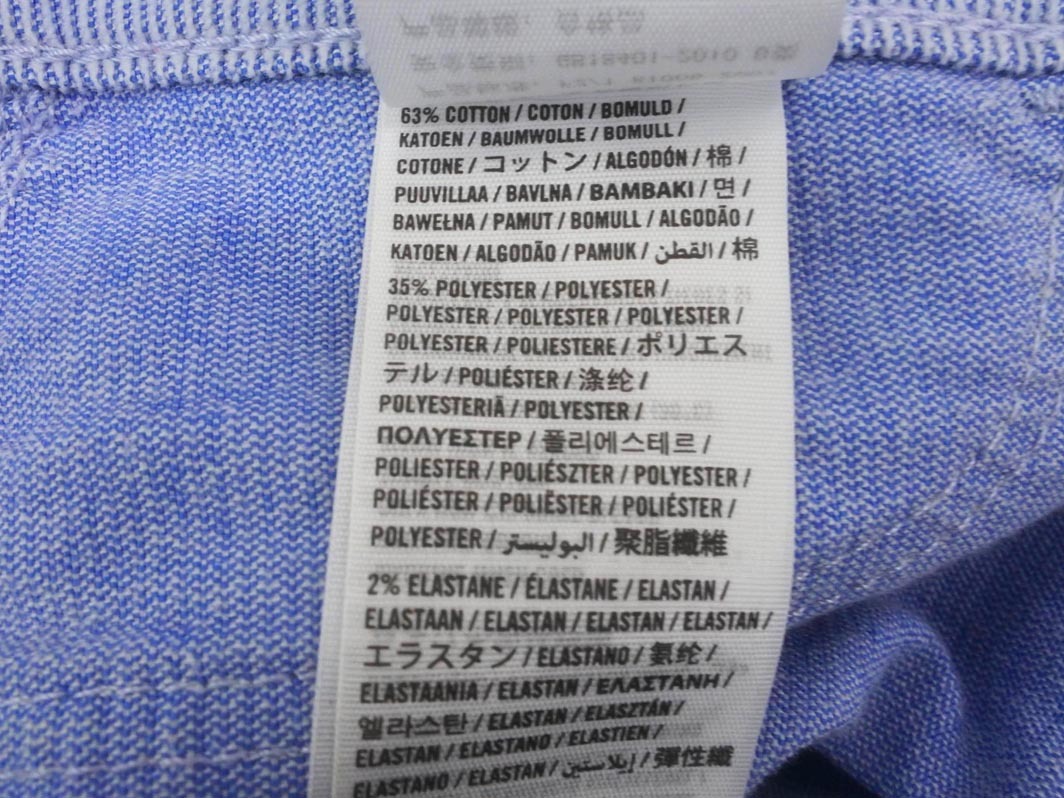 GB18401-2010 B类
63% COTTON / COTON / BOMULD /
KATOEN / BAUMWOLLE / BOMULL /
COTONE / コットン / ALGODÓN / 棉 /
PUUVILLAA / BAVLNA / BAMBAKI / 면 /
BAWEŁNA / PAMUT / BOMULL / ALGODÃO /
KATOEN / ALGODÃO / PAMUK / القطن / 棉
35% POLYESTER / POLYESTER /
POLYESTER / POLYESTER / POLYESTER /
POLYESTER / POLIESTERE / ポリエス
テル / POLIÉSTER / 涤纶 /
POLYESTERIÄ / POLYESTER /
ΠΟΛΥΕΣΤΕΡ / 폴리에스테르 /
POLIESTER / POLIÉSZTER / POLYESTER /
POLIÉSTER / POLIËSTER / POLIÉSTER /
POLYESTER / البوليستر / 聚脂纖維
2% ELASTANE / ÉLASTANE / ELASTAN /
ELASTAAN / ELASTAN / ELASTAN / ELASTAN /
エラスタン / ELASTANO / 氨纶 /
ELASTAANIA / ELASTAN / ΕΛΑΣΤΑΝΗ /
엘라스탄 / ELASTAN / ELASZTÁN /
ELASTAN / ELASTANO / ELASTIEN /
ELASTANO / ELASTAN / إيلاستين / 彈性纖